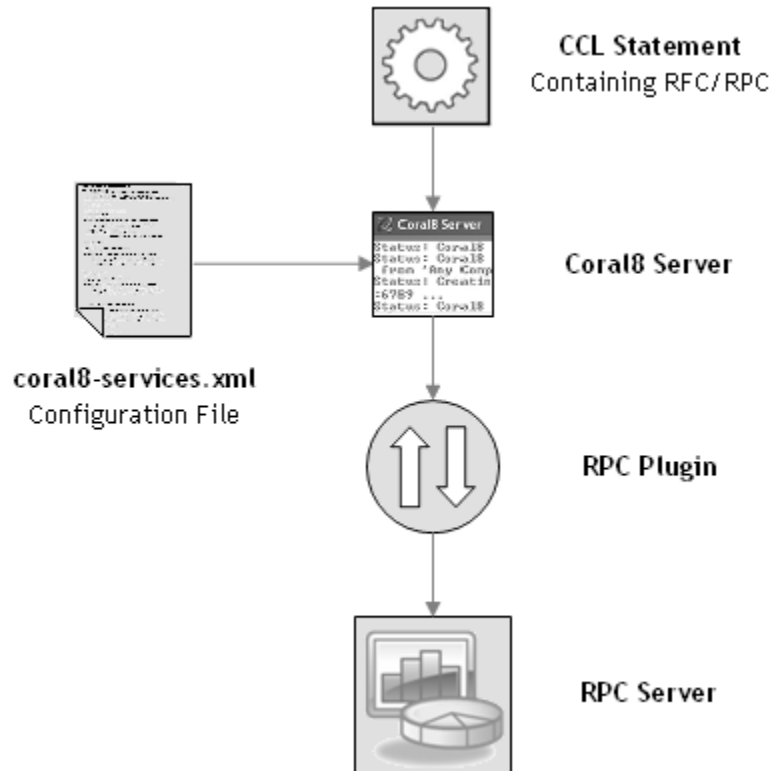 CCL Statement
Containing RFC/RPC
Coral8 Server
Status: Coral8
Status: Coral8
from 'Any Comp
Status: Creatin
:6789 ...
Status: Coral8
Coral8 Server
coral8-services.xml
Configuration File
RPC Plugin
RPC Server